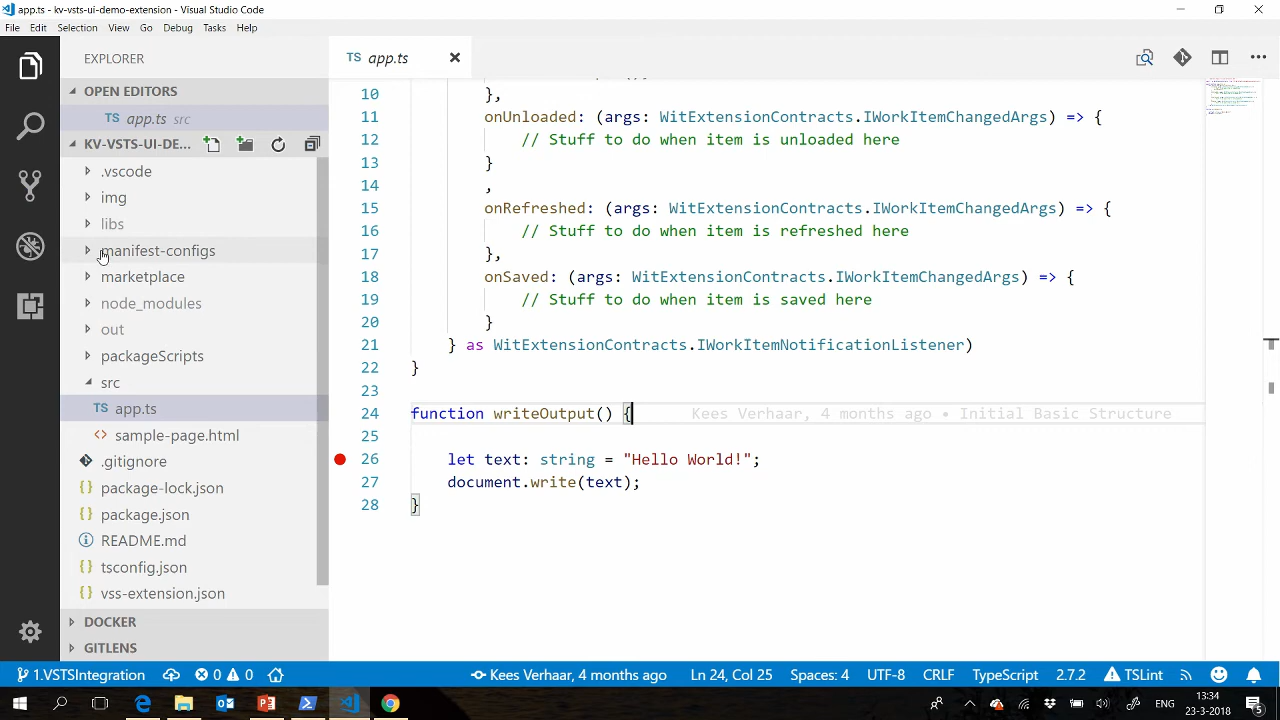 app.ts - kv-vsts-ui-demo-extension - Visual Studio Code
File Edit Selection View Go Debug Tasks Help
EXPLORER
OPEN EDITORS
TS app.ts src
KV-VSTS-UI-DE...
.vscode
img
libs
manifest-configs
marketplace
node_modules
out
packageScripts
src
TS app.ts
<> sample-page.html
.gitignore
{} package-lock.json
{} package.json
README.md
{} tsconfig.json
{} vss-extension.json
DOCKER
GITLENS
TS app.ts
10 },
11 onUnloaded: (args: WitExtensionContracts.IWorkItemChangedArgs) => {
12 // Stuff to do when item is unloaded here
13 }
14 ,
15 onRefreshed: (args: WitExtensionContracts.IWorkItemChangedArgs) => {
16 // Stuff to do when item is refreshed here
17 },
18 onSaved: (args: WitExtensionContracts.IWorkItemChangedArgs) => {
19 // Stuff to do when item is saved here
20 }
21 } as WitExtensionContracts.IWorkItemNotificationListener)
22 }
23
24 function writeOutput() { Kees Verhaar, 4 months ago • Initial Basic Structure
25
26 let text: string = "Hello World!";
27 document.write(text);
28 }
1.VSTSIntegration 0 0 Kees Verhaar, 4 months ago Ln 24, Col 25 Spaces: 4 UTF-8 CRLF TypeScript 2.7.2 TSLint
ENG
13:34
23-3-2018
5